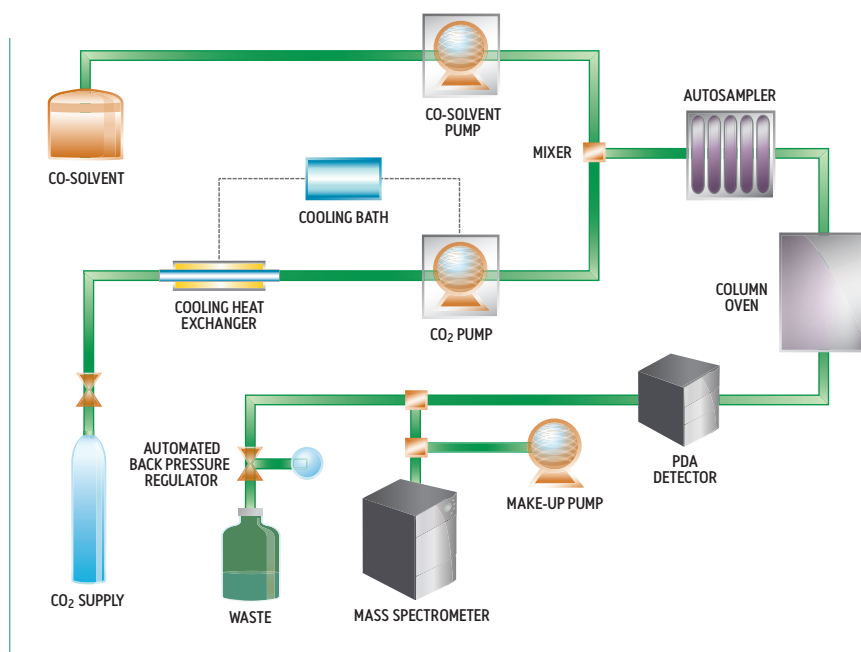 CO-SOLVENT
CO-SOLVENT
PUMP
AUTOSAMPLER
MIXER
COOLING BATH
COOLING HEAT
EXCHANGER
CO₂ PUMP
COLUMN
OVEN
AUTOMATED
BACK PRESSURE
REGULATOR
PDA
DETECTOR
MAKE-UP PUMP
CO₂ SUPPLY
WASTE
MASS SPECTROMETER